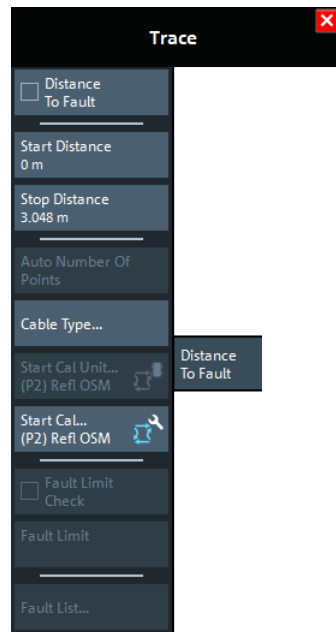 Trace
Distance
To Fault
Start Distance
0 m
Stop Distance
3.048 m
Auto Number Of
Points
Cable Type...
Start Cal Unit...
(P2) Refl OSM
Distance
To Fault
Start Cal...
(P2) Refl OSM
Fault Limit
Check
Fault Limit
Fault List...